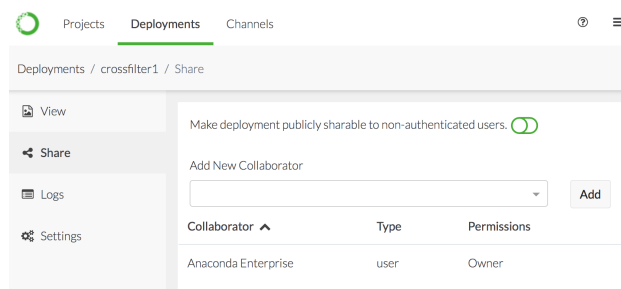 Projects Deployments Channels
Deployments / crossfilter1 / Share
View
Share
Logs
Settings
Make deployment publicly sharable to non-authenticated users.
Add New Collaborator
Add
Collaborator Type Permissions
Anaconda Enterprise user Owner